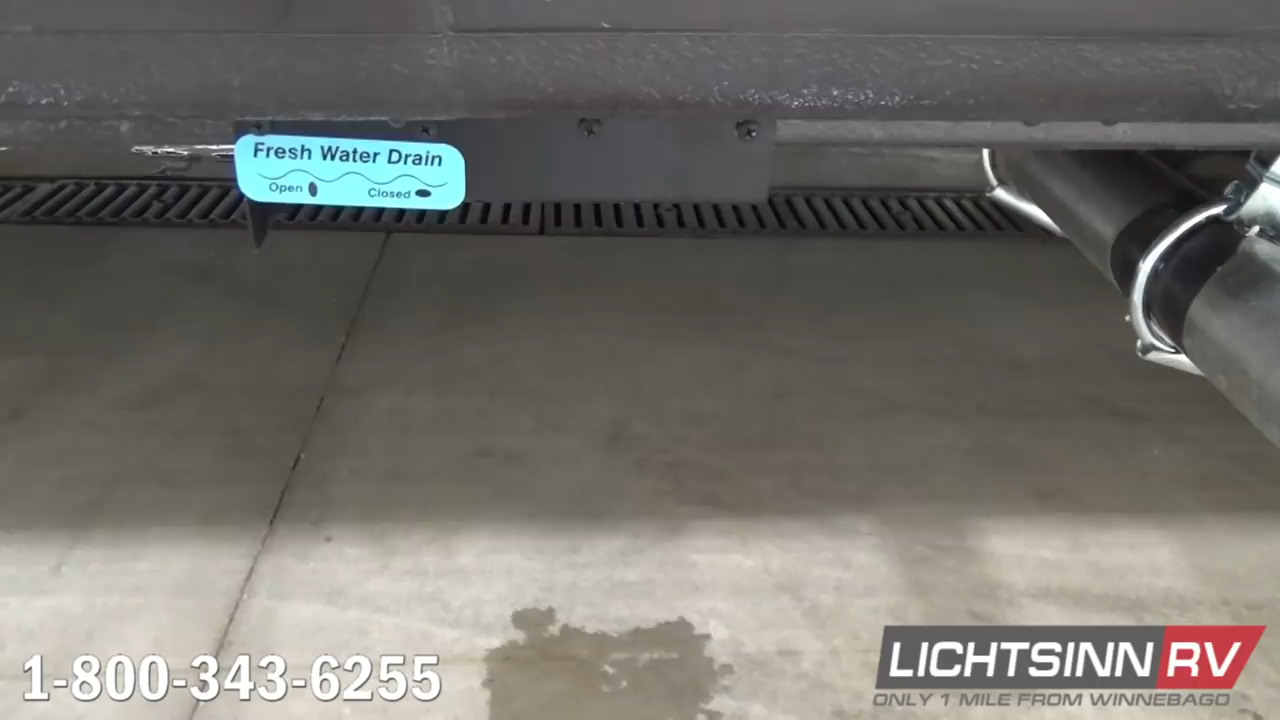 Fresh Water Drain
Open Closed
1-800-343-6255
LICHTSINN RV
ONLY 1 MILE FROM WINNEBAGO